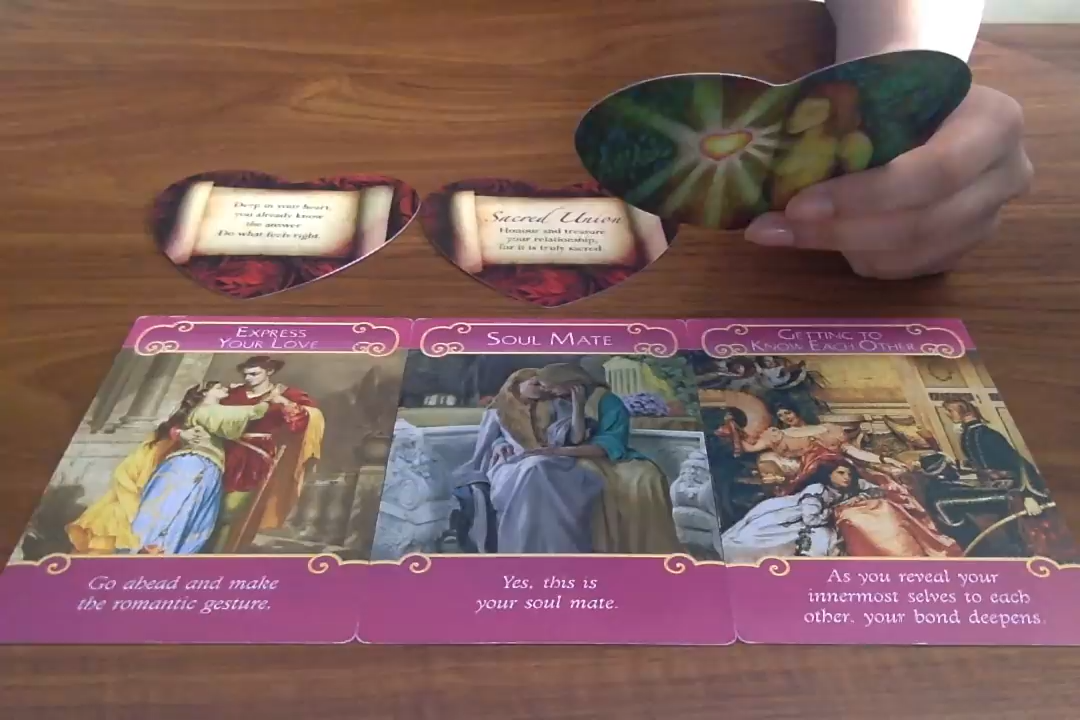 Deep in your heart,
you already know
the answer.
Do what feels right.
Sacred Union
Honour and treasure
your relationship,
for it is truly sacred.
EXPRESS
YOUR LOVE
SOUL MATE
GETTING TO
KNOW EACH OTHER
Go ahead and make
the romantic gesture.
Yes, this is
your soul mate.
As you reveal your
innermost selves to each
other, your bond deepens.